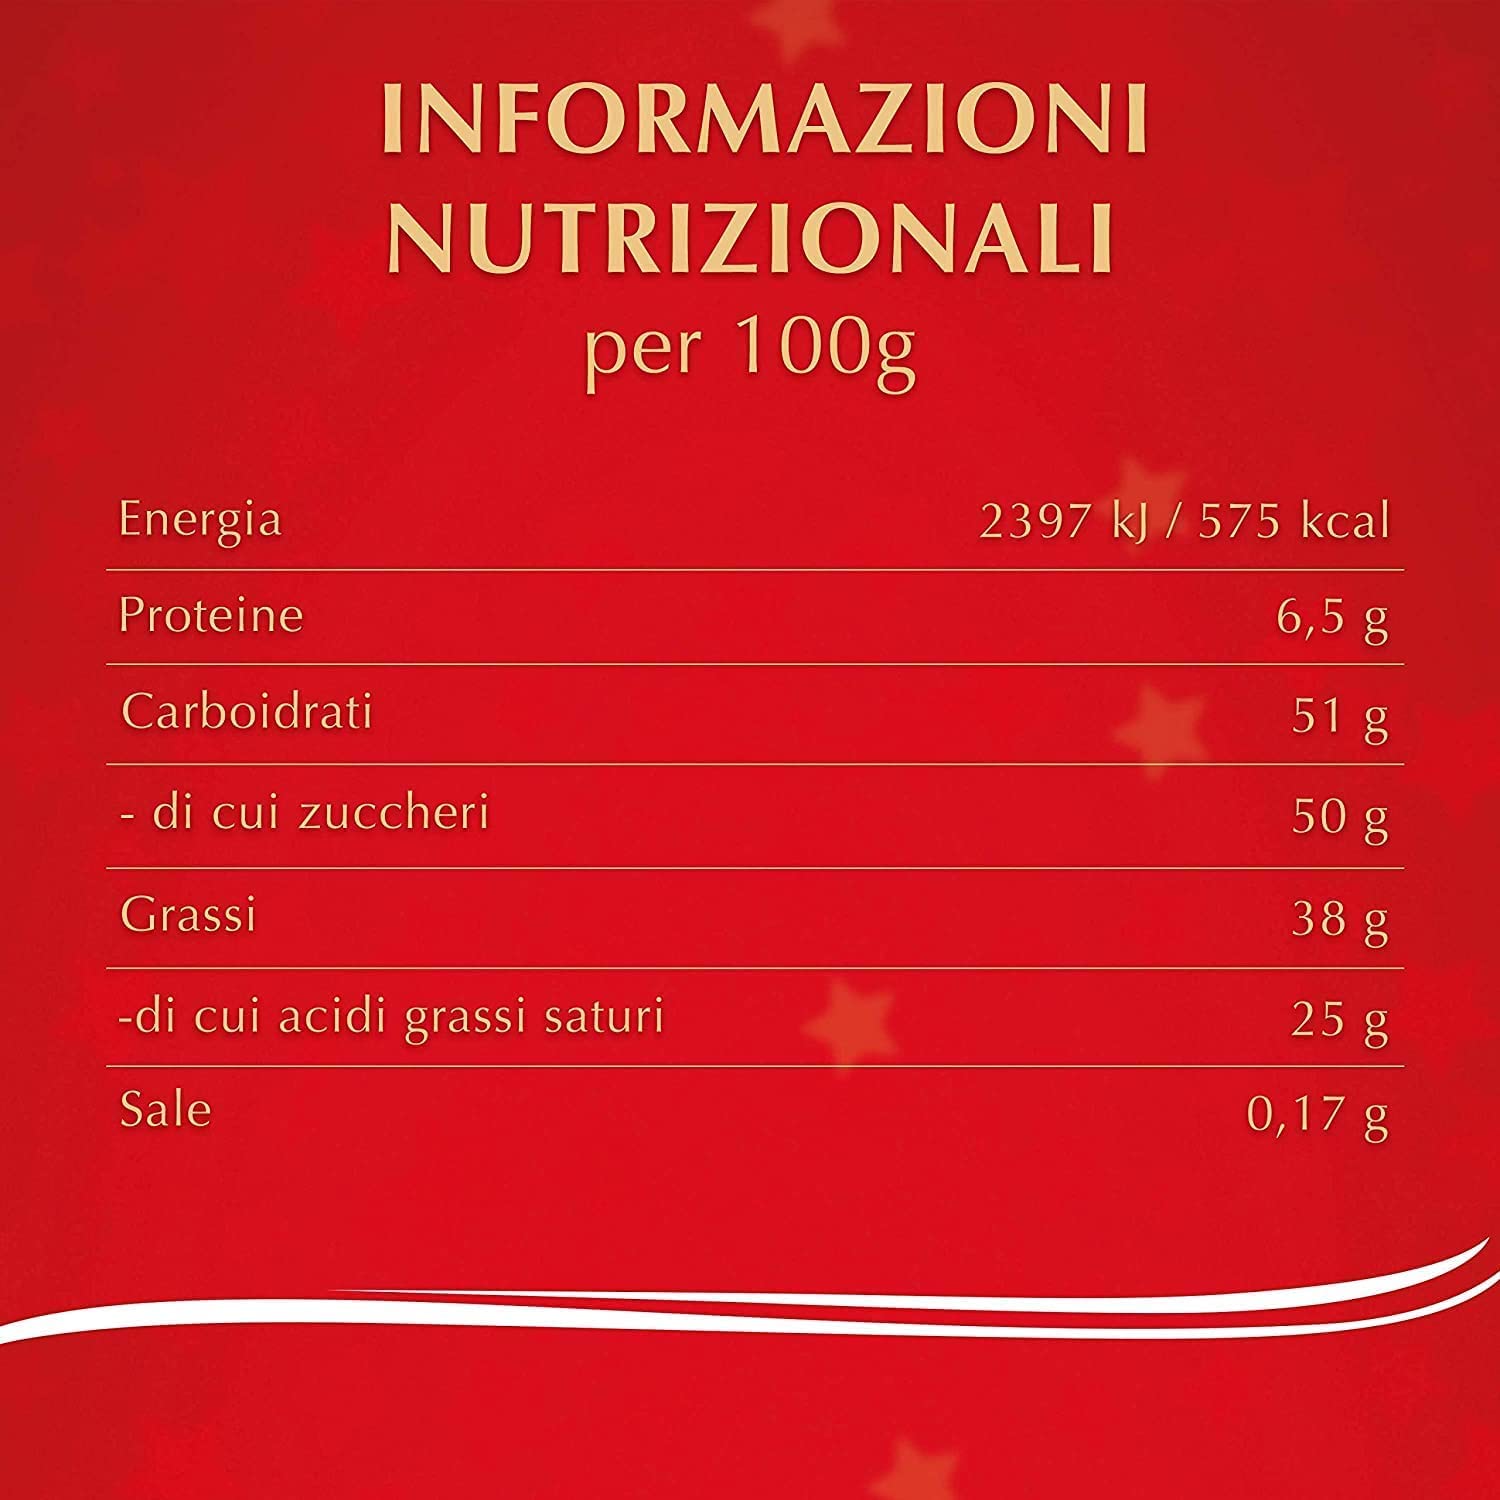 INFORMAZIONI
NUTRIZIONALI
per 100g
Energia 2397 kJ / 575 kcal
Proteine 6,5 g
Carboidrati 51 g
- di cui zuccheri 50 g
Grassi 38 g
-di cui acidi grassi saturi 25 g
Sale 0,17 g